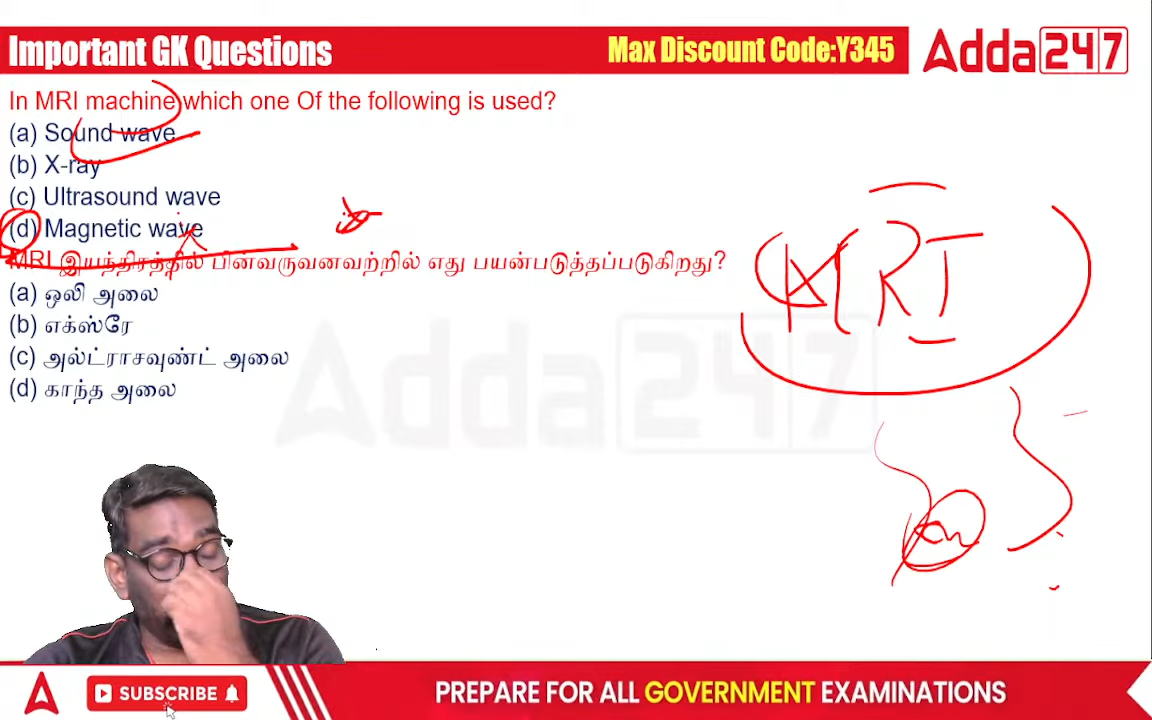 Important GK Questions
Max Discount Code:Y345
Adda247
In MRI machine which one Of the following is used?
(a) Sound wave
(b) X-ray
(c) Ultrasound wave
(d) Magnetic wave
MRI இயந்திரத்தில் பின்வருவனவற்றில் எது பயன்படுத்தப்படுகிறது?
(a) ஒலி அலை
(b) எக்ஸ்ரே
(c) அல்ட்ராசவுண்ட் அலை
(d) காந்த அலை
MRI
Adda247
SUBSCRIBE
PREPARE FOR ALL GOVERNMENT EXAMINATIONS